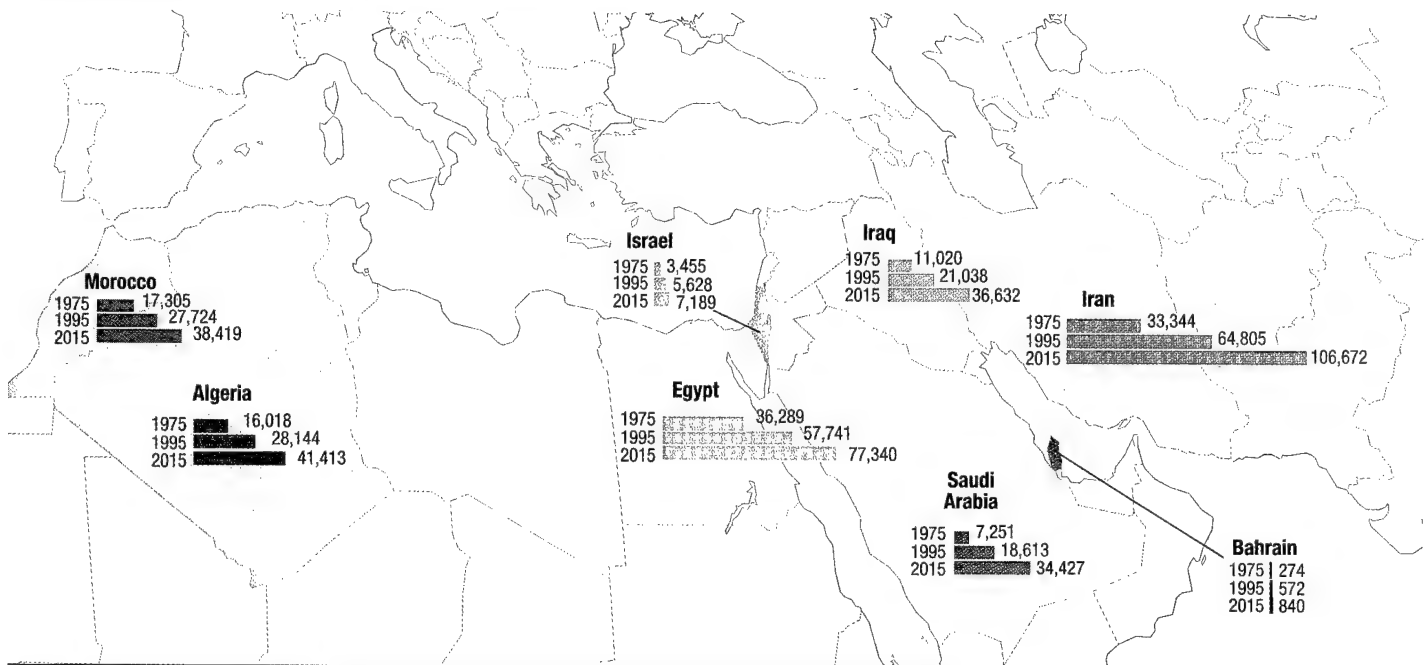 Morocco
1975 17,305
1995 27,724
2015 38,419
Algeria
1975 16,018
1995 28,144
2015 41,413
Israel
1975 3,455
1995 5,628
2015 7,189
Egypt
1975 36,289
1995 57,741
2015 77,340
Iraq
1975 11,020
1995 21,038
2015 36,632
Iran
1975 33,344
1995 64,805
2015 106,672
Saudi
Arabia
1975 7,251
1995 18,613
2015 34,427
Bahrain
1975 274
1995 572
2015 840